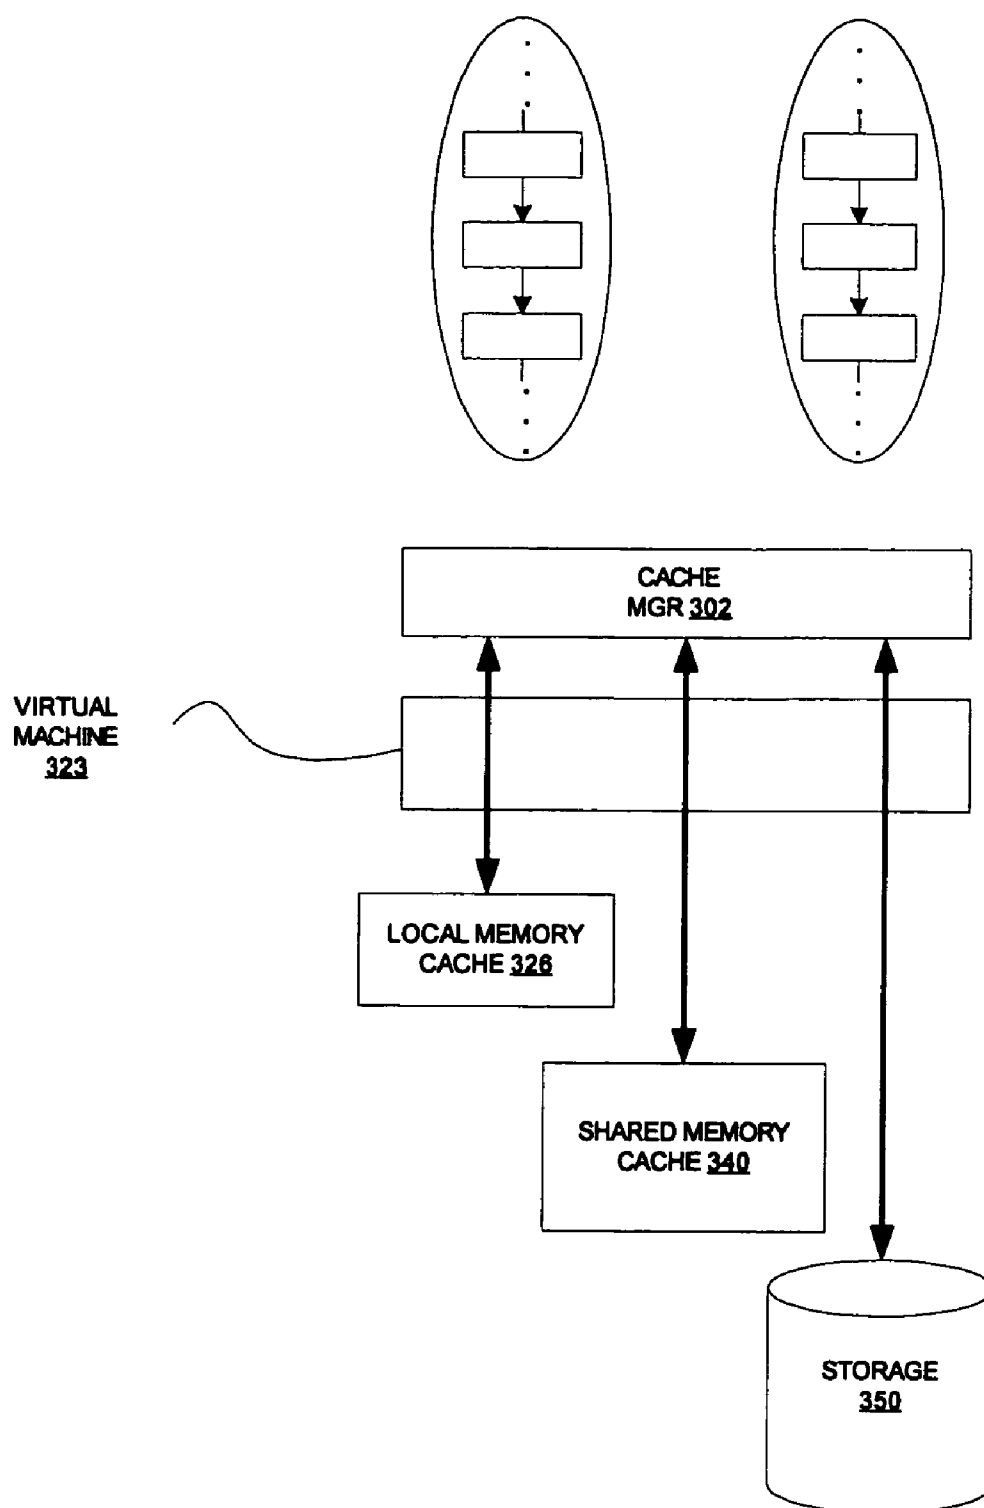 CACHE
MGR 302
VIRTUAL
MACHINE
323
LOCAL MEMORY
CACHE 326
SHARED MEMORY
CACHE 340
STORAGE
350